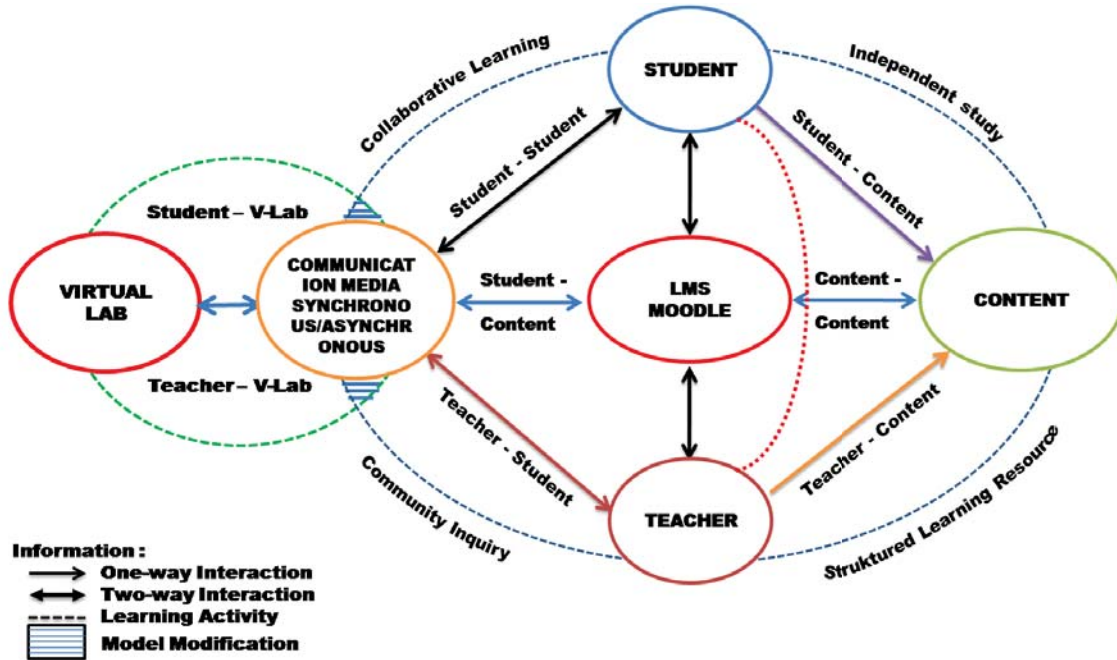 Collaborative Learning
STUDENT
Independent study
Student - Student
Student - Content
Student – V-Lab
VIRTUAL
LAB
COMMUNICAT
ION MEDIA
SYNCHRONO
US/ASYNCHR
ONOUS
Student -
Content
LMS
MOODLE
Content -
Content
CONTENT
Teacher – V-Lab
Teacher - Student
Teacher - Content
Community Inquiry
TEACHER
Struktured Learning Resource
Information :
One-way Interaction
Two-way Interaction
Learning Activity
Model Modification